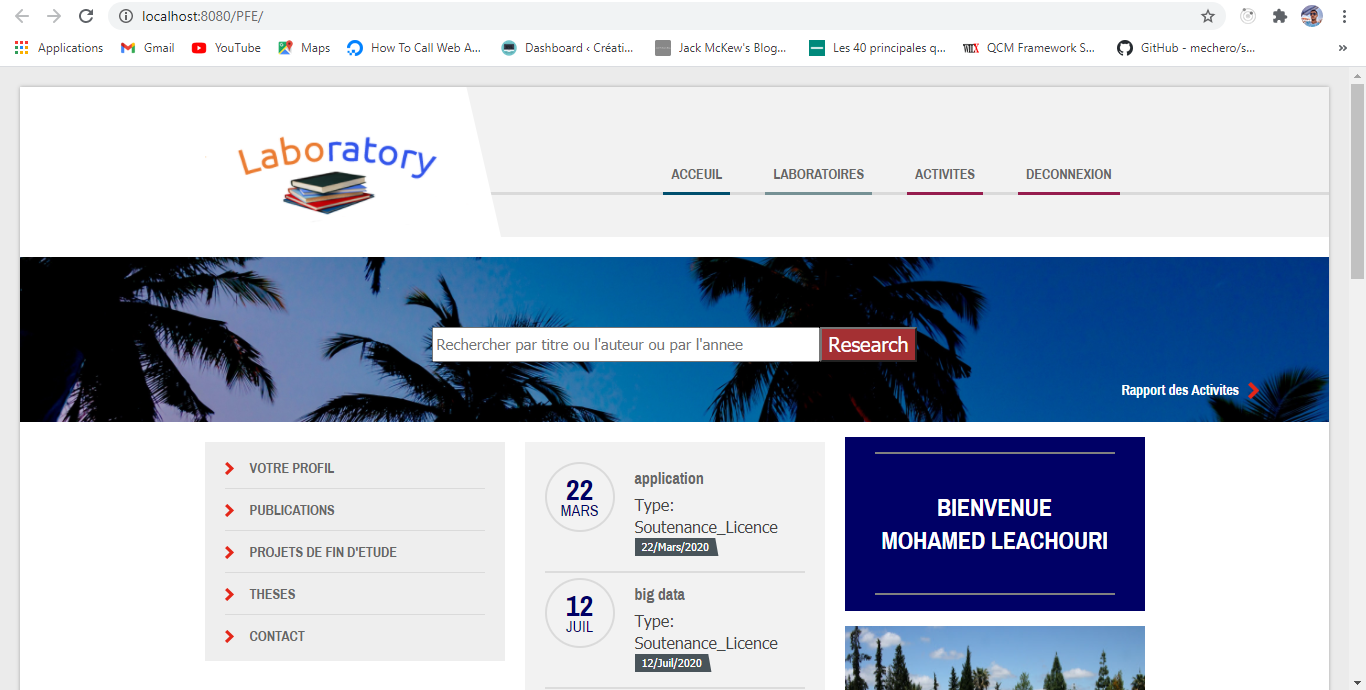 localhost:8080/PFE/
Applications Gmail YouTube Maps How To Call Web A... Dashboard ‹ Créati... Jack McKew's Blog... Les 40 principales q... QCM Framework S... GitHub - mechero/s... »
Laboratory
ACCEUIL LABORATOIRES ACTIVITES DECONNEXION
Rechercher par titre ou l'auteur ou par l'annee Research
Rapport des Activites
VOTRE PROFIL
PUBLICATIONS
PROJETS DE FIN D'ETUDE
THESES
CONTACT
22
MARS
application
Type:
Soutenance_Licence
22/Mars/2020
12
JUIL
big data
Type:
Soutenance_Licence
12/Juil/2020
BIENVENUE
MOHAMED LEACHOURI